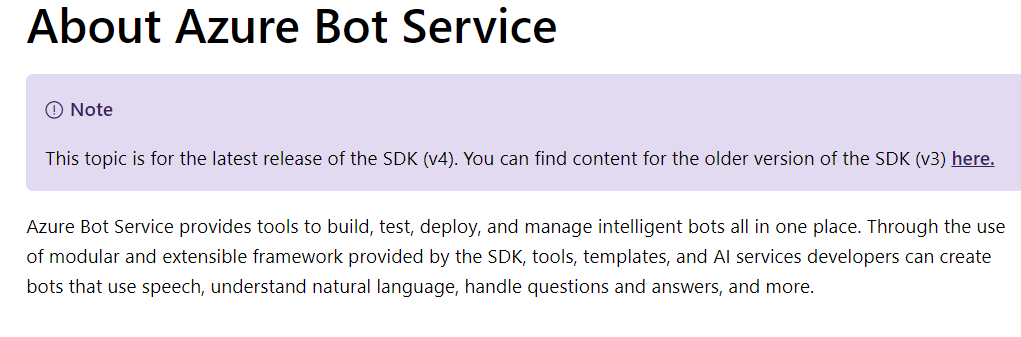 About Azure Bot Service
Note
This topic is for the latest release of the SDK (v4). You can find content for the older version of the SDK (v3) here.
Azure Bot Service provides tools to build, test, deploy, and manage intelligent bots all in one place. Through the use
of modular and extensible framework provided by the SDK, tools, templates, and AI services developers can create
bots that use speech, understand natural language, handle questions and answers, and more.